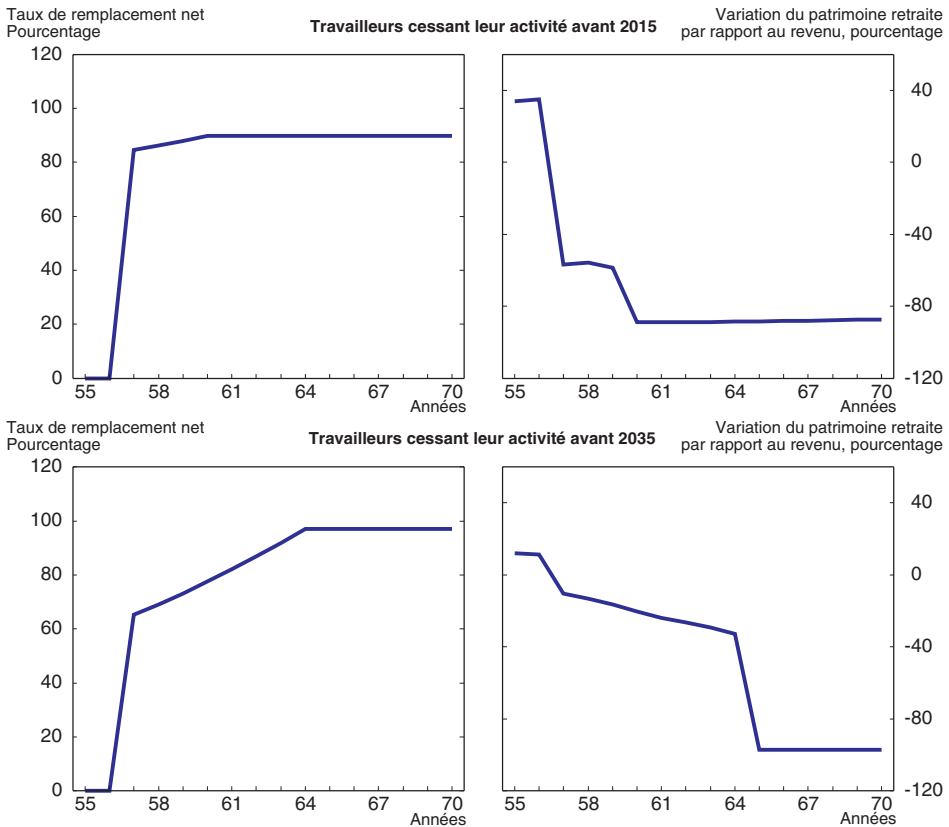 Taux de remplacement net
Pourcentage
Travailleurs cessant leur activité avant 2015
Variation du patrimoine retraite
par rapport au revenu, pourcentage
120
100
80
60
40
20
0
55 58 61 64 67 70
Années
40
0
-40
-80
-120
55 58 61 64 67 70
Années
Taux de remplacement net
Pourcentage
Travailleurs cessant leur activité avant 2035
Variation du patrimoine retraite
par rapport au revenu, pourcentage
120
100
80
60
40
20
0
55 58 61 64 67 70
Années
40
0
-40
-80
-120
55 58 61 64 67 70
Années